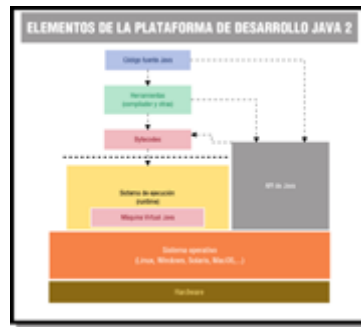 ELEMENTOS DE LA PLATAFORMA DE DESARROLLO JAVA 2
Código fuente Java
Herramientas
(compilador y otras)
Bytecodes
Sistema de ejecución
(runtime)
API de Java
Máquina Virtual Java
Sistema operativo
(Linux, Windows, Solaris, MacOS,...)
Hardware